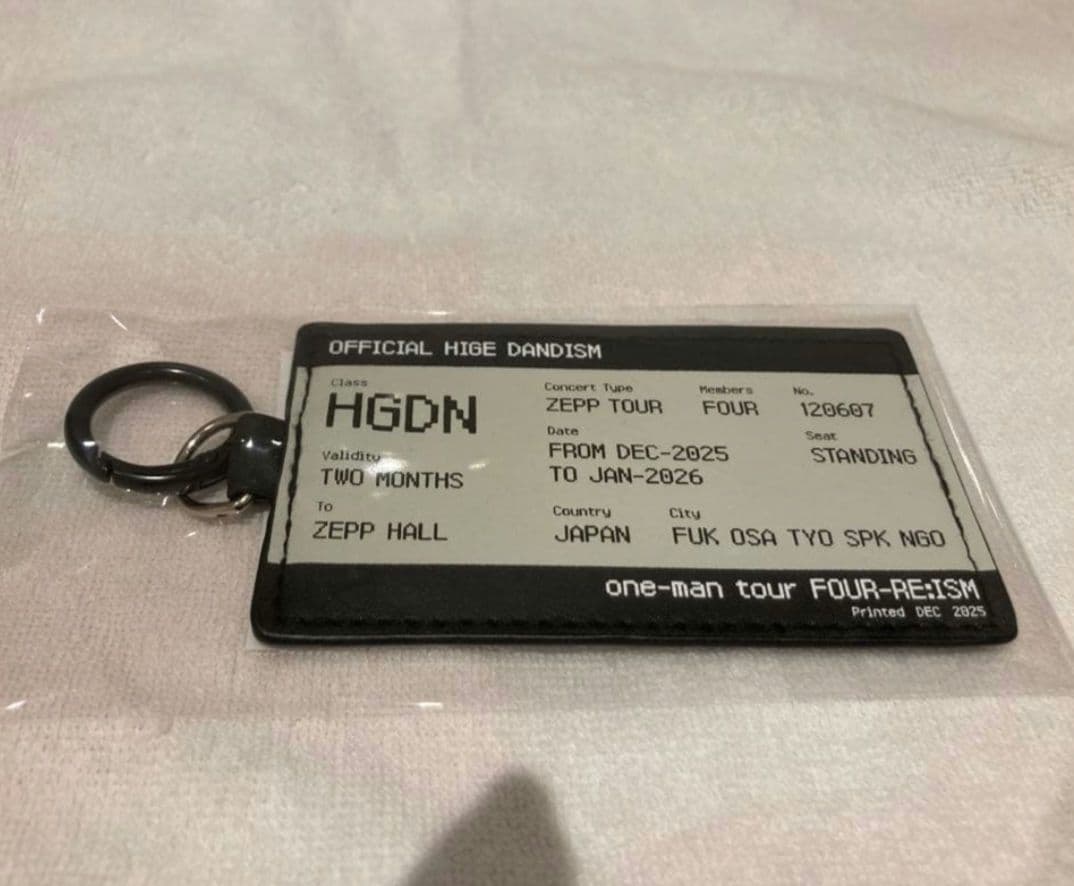 OFFICIAL HIGE DANDISM
Class
HGDN
Concert Type
ZEPP TOUR
Members
FOUR
No.
120607
Validity
TWO MONTHS
Date
FROM DEC-2025
TO JAN-2026
Seat
STANDING
To
ZEPP HALL
Country
JAPAN
City
FUK OSA TYO SPK NGO
one-man tour FOUR-RE:ISM
Printed DEC 2025